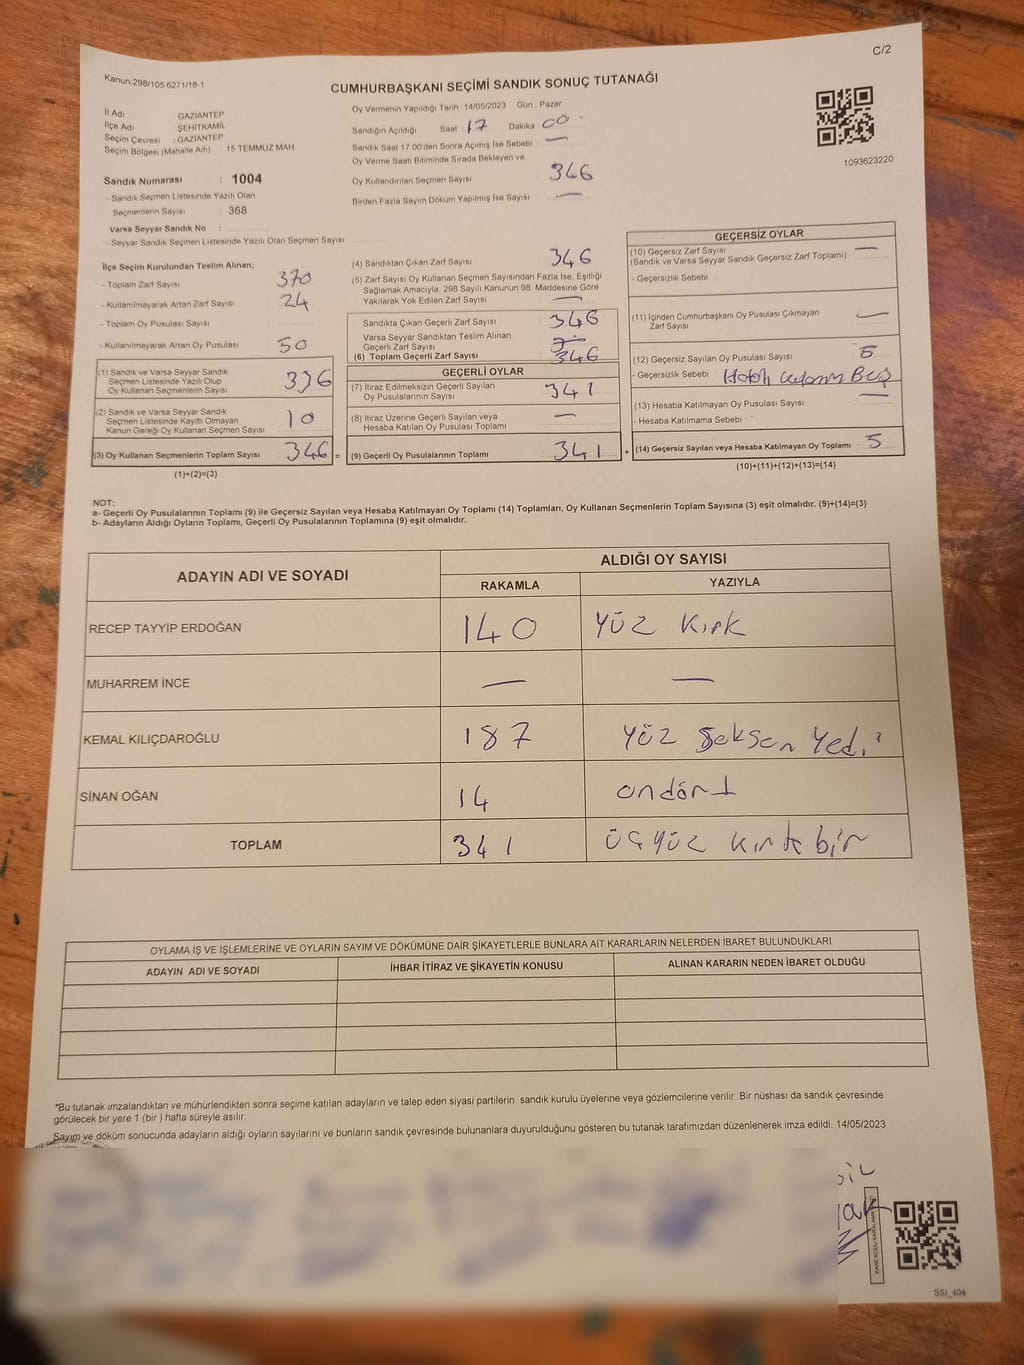 C/2
Kanun:298/105:6271/18-1
CUMHURBAŞKANI SEÇİMİ SANDIK SONUÇ TUTANAĞI
İl Adı GAZİANTEP
İlçe Adı ŞEHİTKAMİL
Seçim Çevresi : GAZİANTEP
Seçim Bölgesi (Mahalle Adı) : 15 TEMMUZ MAH
Oy Vermenin Yapıldığı Tarih : 14/05/2023 Gün : Pazar
Sandığın Açıldığı Saat : 17 Dakika : 00
Sandık Saat 17.00'den Sonra Açımış İse Sebebi : —
Oy Verme Saati Bitiminde Sırada Bekleyen ve
Oy Kullandırılan Seçmen Sayısı : 346
Birden Fazla Sayım Döküm Yapılmış İse Sayısı : —
1093623220
Sandık Numarası : 1004
- Sandık Seçmen Listesinde Yazılı Olan
Seçmenlerin Sayısı : 368
Varsa Seyyar Sandık No :
- Seyyar Sandık Seçmen Listesinde Yazılı Olan Seçmen Sayısı :
İlçe Seçim Kurulundan Teslim Alınan;
- Toplam Zarf Sayısı : 370
- Kullanılmayarak Artan Zarf Sayısı : 24
- Toplam Oy Pusulası Sayısı :
- Kullanılmayarak Artan Oy Pusulası : 50
(1) Sandık ve Varsa Seyyar Sandık
Seçmen Listesinde Yazılı Olup
Oy Kullanan Seçmenlerin Sayısı : 336
(2) Sandık ve Varsa Seyyar Sandık
Seçmen Listesinde Kayıtlı Olmayan
Kanun Gereği Oy Kullanan Seçmen Sayısı : 10
(3) Oy Kullanan Seçmenlerin Toplam Sayısı : 346 =
(1)+(2)=(3)
(4) Sandıktan Çıkan Zarf Sayısı : 346
(5) Zarf Sayısı Oy Kullanan Seçmen Sayısından Fazla İse, Eşitliği
Sağlamak Amacıyla, 298 Sayılı Kanunun 98. Maddesine Göre
Yakılarak Yok Edilen Zarf Sayısı : —
Sandıkta Çıkan Geçerli Zarf Sayısı : 346
Varsa Seyyar Sandıktan Teslim Alınan
Geçerli Zarf Sayısı :
(6) Toplam Geçerli Zarf Sayısı : 346
GEÇERLİ OYLAR
(7) İtiraz Edilmeksizin Geçerli Sayılan
Oy Pusulalarının Sayısı : 341
(8) İtiraz Üzerine Geçerli Sayılan veya
Hesaba Katılan Oy Pusulası Toplamı : —
(9) Geçerli Oy Pusulalarının Toplamı : 341 +
GEÇERSİZ OYLAR
(10) Geçersiz Zarf Sayısı : —
(Sandık ve Varsa Seyyar Sandık Geçersiz Zarf Toplamı)
- Geçersizlik Sebebi :
(11) İçinden Cumhurbaşkanı Oy Pusulası Çıkmayan
Zarf Sayısı : —
(12) Geçersiz Sayılan Oy Pusulası Sayısı : 5
- Geçersizlik Sebebi :
(13) Hesaba Katılmayan Oy Pusulası Sayısı : —
- Hesaba Katılmama Sebebi :
(14) Geçersiz Sayılan veya Hesaba Katılmayan Oy Toplamı : 5
(10)+(11)+(12)+(13)=(14)
NOT:
a- Geçerli Oy Pusulalarının Toplamı (9) ile Geçersiz Sayılan veya Hesaba Katılmayan Oy Toplamı (14) Toplamları, Oy Kullanan Seçmenlerin Toplam Sayısına (3) eşit olmalıdır. (9)+(14)=(3)
b- Adayların Aldığı Oyların Toplamı, Geçerli Oy Pusulalarının Toplamına (9) eşit olmalıdır.
ADAYIN ADI VE SOYADI
ALDIĞI OY SAYISI
RAKAMLA YAZIYLA
RECEP TAYYİP ERDOĞAN 140 YÜZ Kırk
MUHARREM İNCE — —
KEMAL KILIÇDAROĞLU 187 YÜZ Seksen Yedi
SİNAN OĞAN 14 ondört
TOPLAM 341 üçyüz kırkbir
OYLAMA İŞ VE İŞLEMLERİNE VE OYLARIN SAYIM VE DÖKÜMÜNE DAİR ŞİKAYETLERLE BUNLARA AİT KARARLARIN NELERDEN İBARET BULUNDUKLARI
ADAYIN ADI VE SOYADI İHBAR İTİRAZ VE ŞİKAYETİN KONUSU ALINAN KARARIN NEDEN İBARET OLDUĞU
*Bu tutanak imzalandıktan ve mühürlendikten sonra seçime katılan adayların ve talep eden siyasi partilerin sandık kurulu üyelerine veya gözlemcilerine verilir. Bir nüshası da sandık çevresinde
görülecek bir yere 1 (bir) hafta süreyle asılır.
Sayım ve döküm sonucunda adayların aldığı oyların sayılarını ve bunların sandık çevresinde bulunanlara duyurulduğunu gösteren bu tutanak tarafımızdan düzenlenerek imza edildi. 14/05/2023
SSI_404